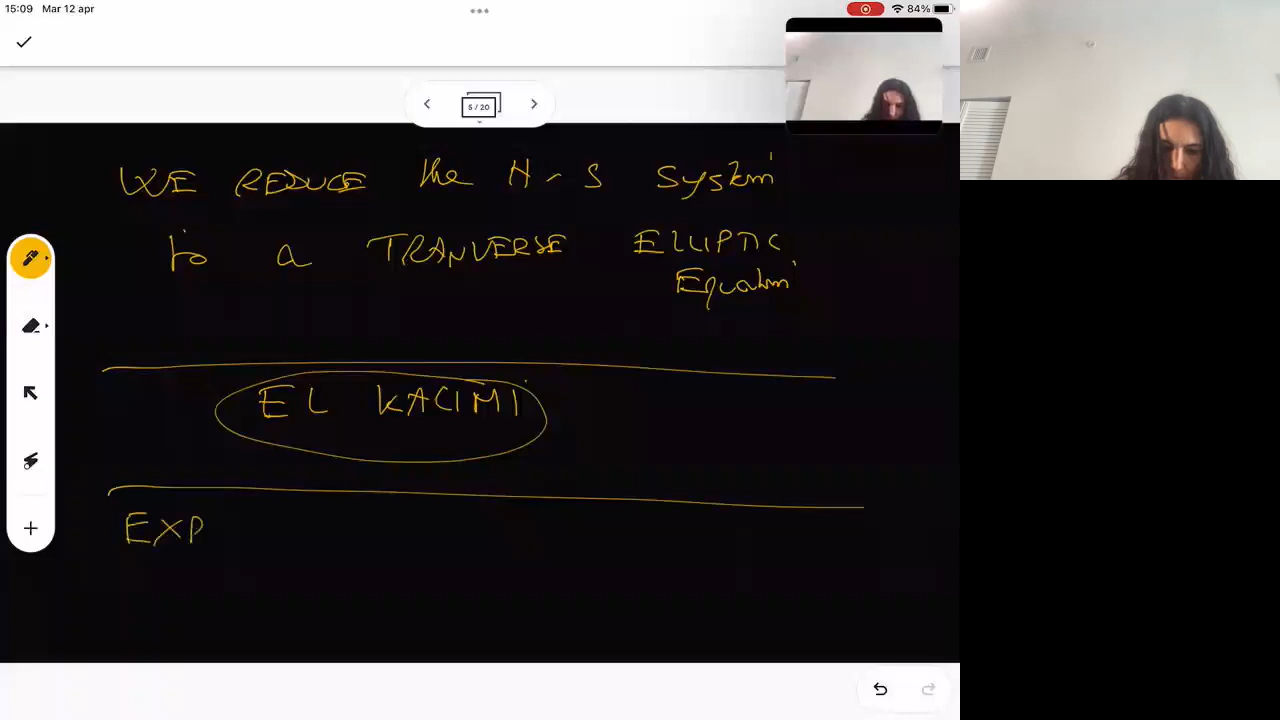 15:09 Mar 12 apr
84%
5 / 20
WE REDUCE the H-S system
to a TRANVERSE ELLIPTIC
Equation
EL KACIMI
EXP